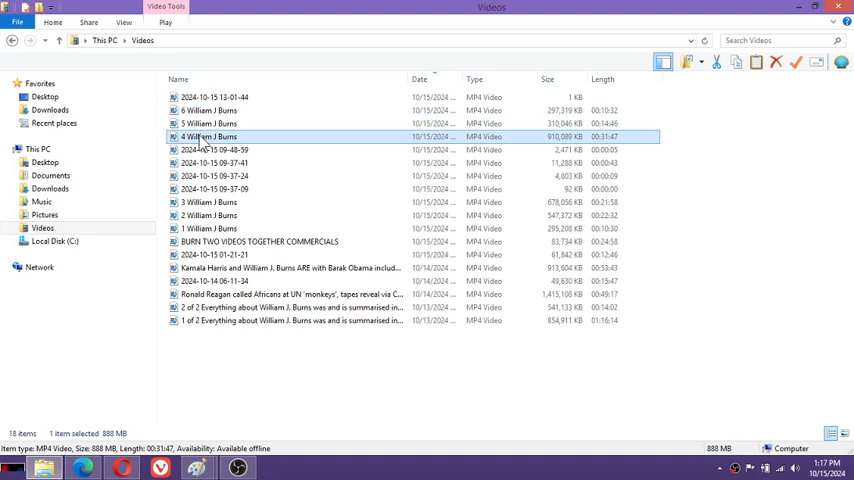 Video Tools
Videos
File Home Share View Play
This PC Videos
Search Videos
Favorites
Desktop
Downloads
Recent places
This PC
Desktop
Documents
Downloads
Music
Pictures
Videos
Local Disk (C:)
Network
Name Date Type Size Length
2024-10-15 13-01-44 10/15/2024 ... MP4 Video 1 KB
6 William J Burns 10/15/2024 ... MP4 Video 297,319 KB 00:10:32
5 William J Burns 10/15/2024 ... MP4 Video 310,046 KB 00:14:46
4 William J Burns 10/15/2024 ... MP4 Video 910,089 KB 00:31:47
2024-10-15 09-48-59 10/15/2024 ... MP4 Video 2,471 KB 00:00:05
2024-10-15 09-37-41 10/15/2024 ... MP4 Video 11,288 KB 00:00:43
2024-10-15 09-37-24 10/15/2024 ... MP4 Video 4,803 KB 00:00:09
2024-10-15 09-37-09 10/15/2024 ... MP4 Video 92 KB 00:00:00
3 William J Burns 10/15/2024 ... MP4 Video 678,056 KB 00:21:58
2 William J Burns 10/15/2024 ... MP4 Video 547,372 KB 00:22:32
1 William J Burns 10/15/2024 ... MP4 Video 295,208 KB 00:10:30
BURN TWO VIDEOS TOGETHER COMMERCIALS 10/15/2024 ... MP4 Video 83,734 KB 00:24:58
2024-10-15 01-21-21 10/15/2024 ... MP4 Video 61,842 KB 00:12:46
Kamala Harris and William J. Burns ARE with Barak Obama includ... 10/14/2024 ... MP4 Video 913,604 KB 00:53:43
2024-10-14 06-11-34 10/14/2024 ... MP4 Video 49,630 KB 00:15:47
Ronald Reagan called Africans at UN 'monkeys', tapes reveal via C... 10/14/2024 ... MP4 Video 1,415,108 KB 00:49:17
2 of 2 Everything about William J. Burns was and is summarised in... 10/13/2024 ... MP4 Video 541,133 KB 00:14:02
1 of 2 Everything about William J. Burns was and is summarised in... 10/13/2024 ... MP4 Video 854,911 KB 01:16:14
18 items 1 item selected 888 MB
Item type: MP4 Video, Size: 888 MB, Length: 00:31:47, Availability: Available offline
888 MB Computer
1:17 PM
10/15/2024